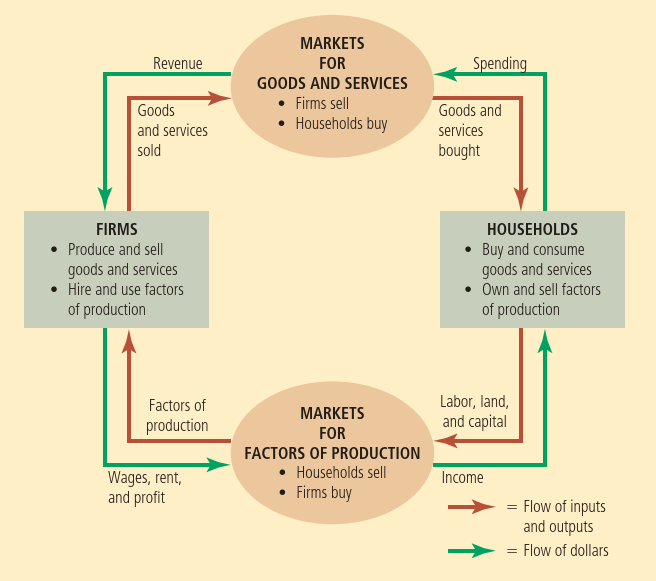 MARKETS
FOR
GOODS AND SERVICES
• Firms sell
• Households buy
Revenue
Goods
and services
sold
Spending
Goods and
services
bought
FIRMS
• Produce and sell
goods and services
• Hire and use factors
of production
HOUSEHOLDS
• Buy and consume
goods and services
• Own and sell factors
of production
Factors of
production
Wages, rent,
and profit
MARKETS
FOR
FACTORS OF PRODUCTION
• Households sell
• Firms buy
Labor, land,
and capital
Income
= Flow of inputs
and outputs
= Flow of dollars